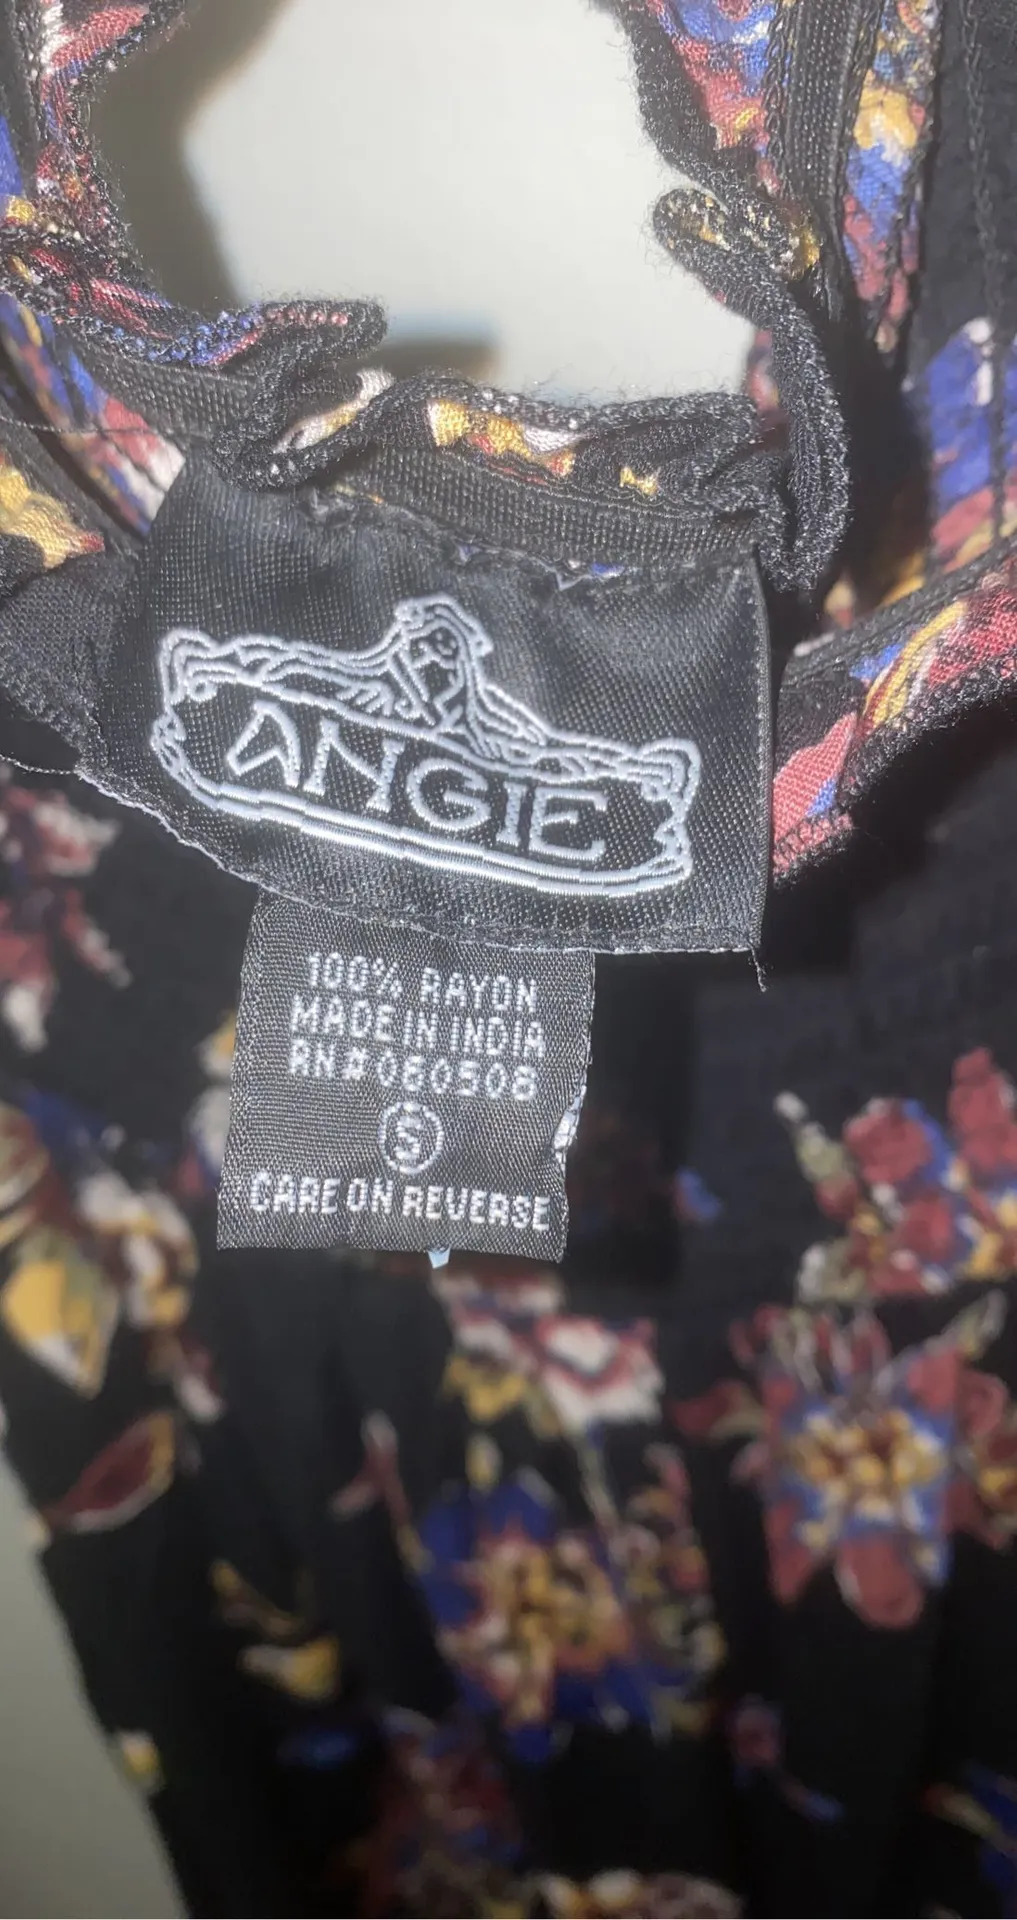 ANGIE
100% RAYON
MADE IN INDIA
RN#060508
S
CARE ON REVERSE